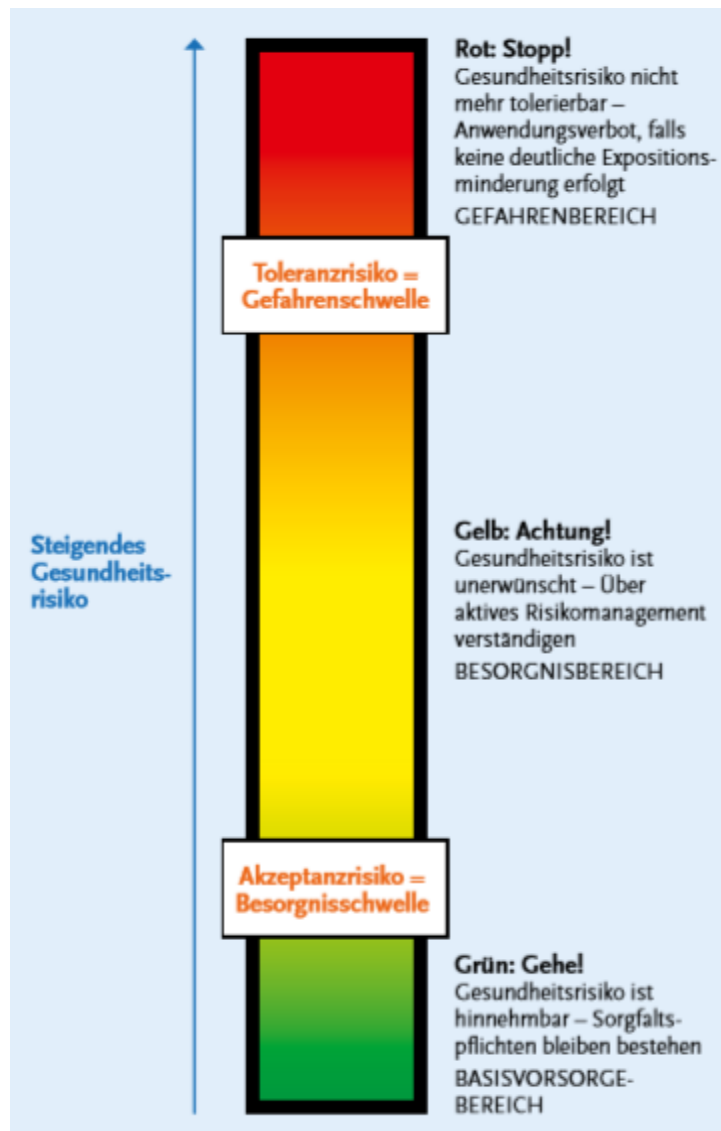 Rot: Stopp!
Gesundheitsrisiko nicht
mehr tolerierbar –
Anwendungsverbot, falls
keine deutliche Expositions-
minderung erfolgt
GEFAHRENBEREICH
Toleranzrisiko =
Gefahrenschwelle
Steigendes
Gesundheits-
risiko
Gelb: Achtung!
Gesundheitsrisiko ist
unerwünscht – Über
aktives Risikomanagement
verständigen
BESORGNISBEREICH
Akzeptanzrisiko =
Besorgnisschwelle
Grün: Gehe!
Gesundheitsrisiko ist
hinnehmbar – Sorgfalts-
pflichten bleiben bestehen
BASISVORSORGE-
BEREICH